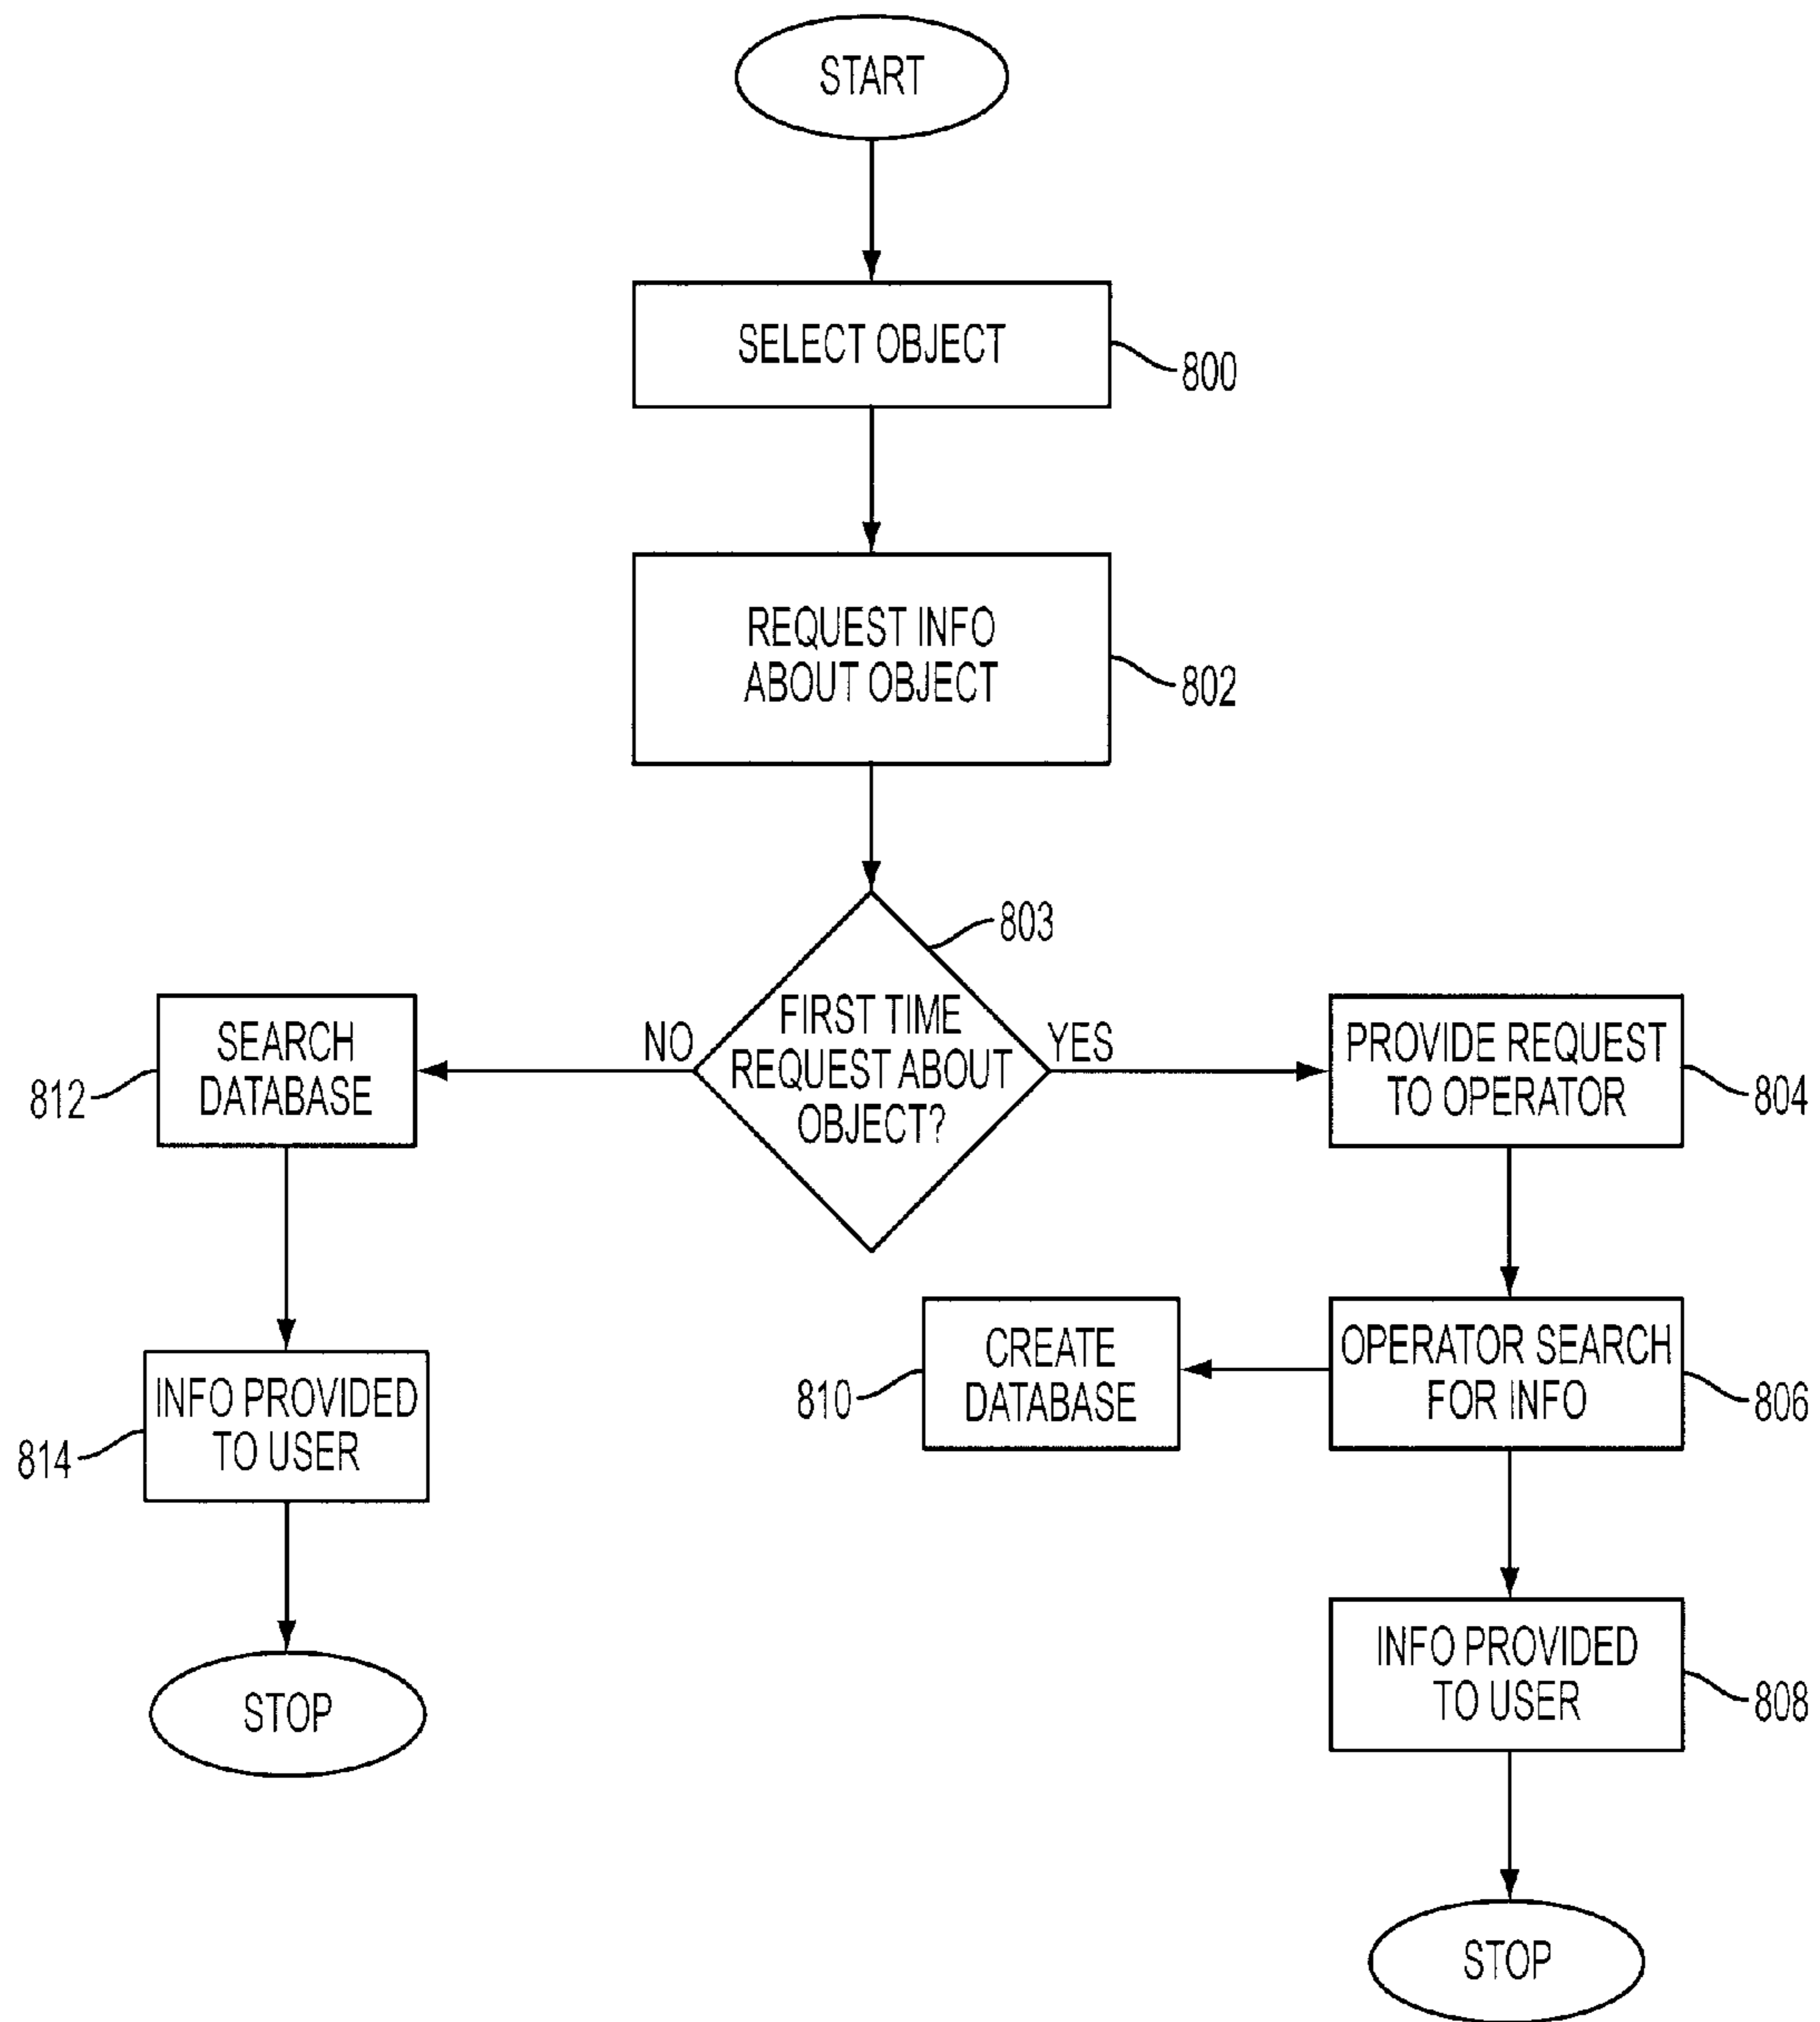 START
SELECT OBJECT
800
REQUEST INFO
ABOUT OBJECT
802
803
FIRST TIME
REQUEST ABOUT
OBJECT?
NO
YES
SEARCH
DATABASE
812
PROVIDE REQUEST
TO OPERATOR
804
INFO PROVIDED
TO USER
814
CREATE
DATABASE
810
OPERATOR SEARCH
FOR INFO
806
STOP
INFO PROVIDED
TO USER
808
STOP